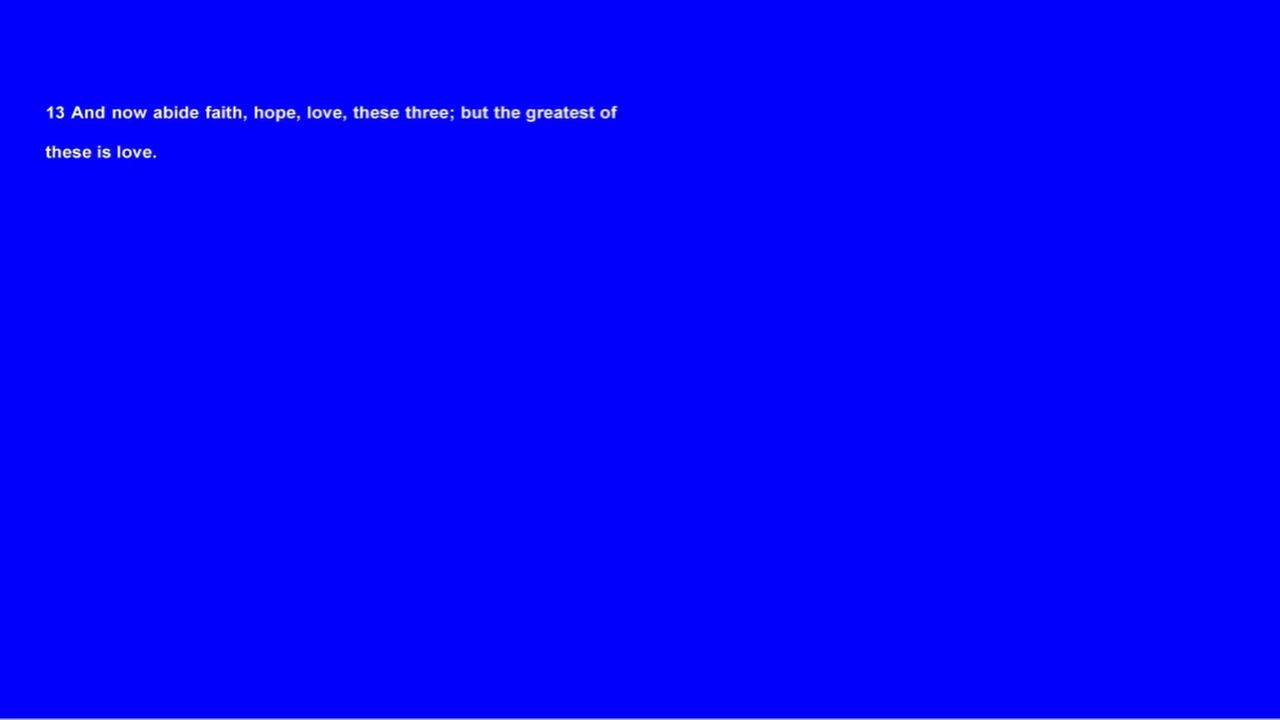 13 And now abide faith, hope, love, these three; but the greatest of
these is love.